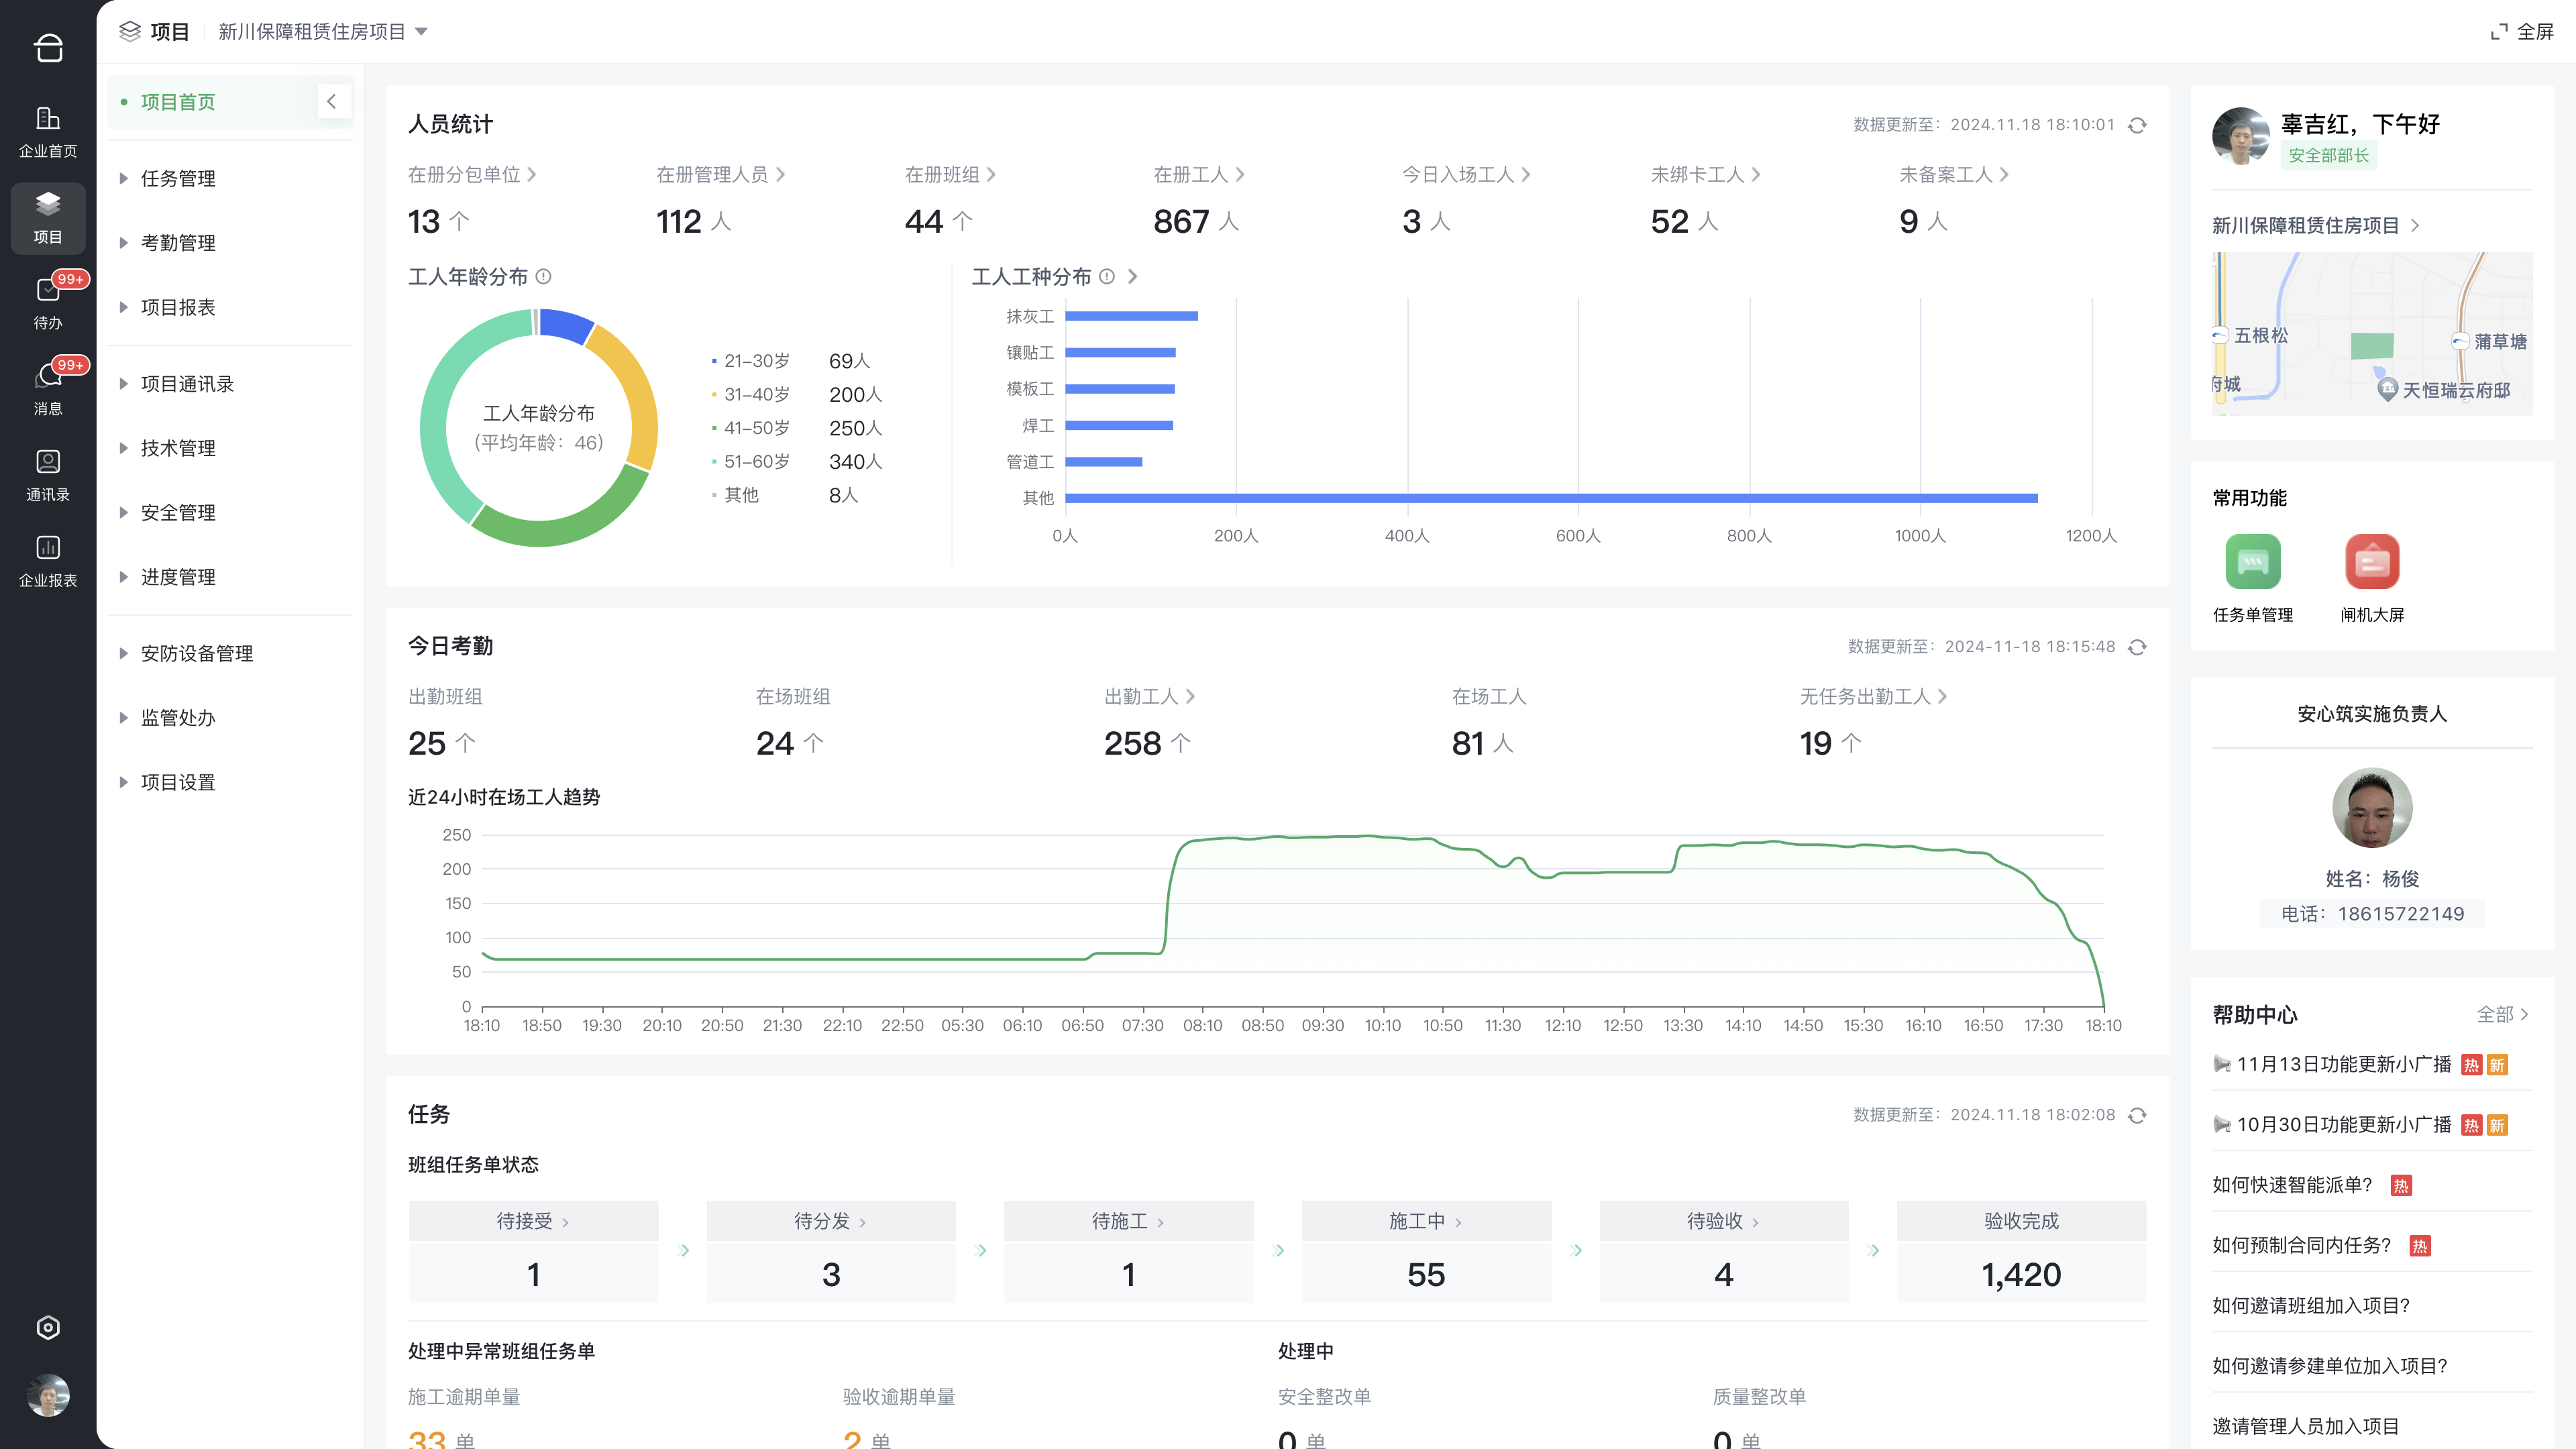 项目
新川保障租赁住房项目
全屏
企业首页
项目
99+
待办
99+
消息
通讯录
企业报表
项目首页
任务管理
考勤管理
项目报表
项目通讯录
技术管理
安全管理
进度管理
安防设备管理
监管处办
项目设置
人员统计
数据更新至：2024.11.18 18:10:01
在册分包单位 在册管理人员 在册班组 在册工人 今日入场工人 未绑卡工人 未备案工人
13 个 112 人 44 个 867 人 3 人 52 人 9 人
工人年龄分布
工人年龄分布
(平均年龄：46)
21-30岁 69人
31-40岁 200人
41-50岁 250人
51-60岁 340人
其他 8人
工人工种分布
抹灰工
镶贴工
模板工
焊工
管道工
其他
0人 200人 400人 600人 800人 1000人 1200人
今日考勤
数据更新至：2024-11-18 18:15:48
出勤班组 在场班组 出勤工人 在场工人 无任务出勤工人
25 个 24 个 258 个 81 人 19 个
近24小时在场工人趋势
250
200
150
100
50
0
18:10 18:50 19:30 20:10 20:50 21:30 22:10 22:50 05:30 06:10 06:50 07:30 08:10 08:50 09:30 10:10 10:50 11:30 12:10 12:50 13:30 14:10 14:50 15:30 16:10 16:50 17:30 18:10
任务
数据更新至：2024.11.18 18:02:08
班组任务单状态
待接受 待分发 待施工 施工中 待验收 验收完成
1 3 1 55 4 1,420
处理中异常班组任务单 处理中
施工逾期单量 验收逾期单量 安全整改单 质量整改单
33 单 2 单 0 单 0 单
辜吉红，下午好
安全部部长
新川保障租赁住房项目
五根松
蒲草塘
府城
天恒瑞云府邸
常用功能
任务单管理 闸机大屏
安心筑实施负责人
姓名：杨俊
电话：18615722149
帮助中心 全部
11月13日功能更新小广播 热 新
10月30日功能更新小广播 热 新
如何快速智能派单? 热
如何预制合同内任务? 热
如何邀请班组加入项目?
如何邀请参建单位加入项目?
邀请管理人员加入项目